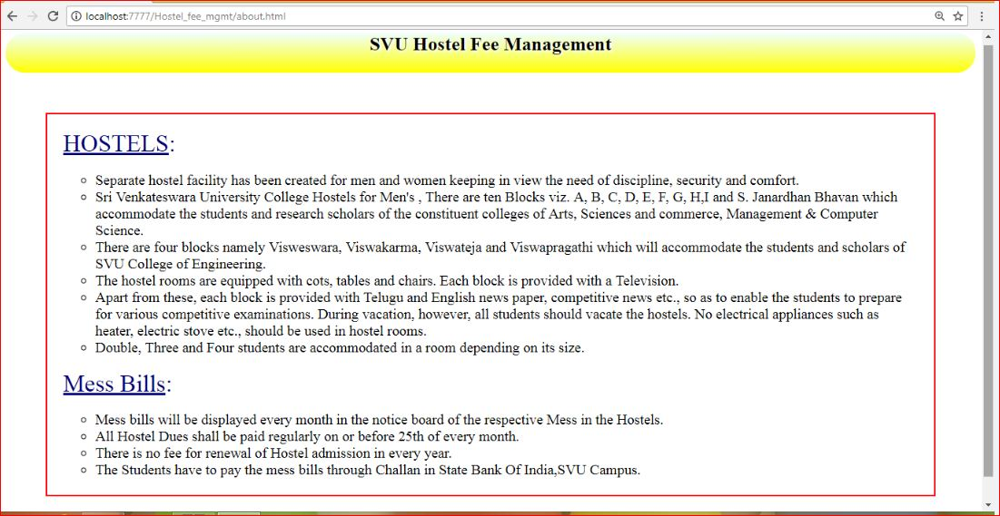 localhost:7777/Hostel_fee_mgmt/about.html
SVU Hostel Fee Management
HOSTELS:
Separate hostel facility has been created for men and women keeping in view the need of discipline, security and comfort.
Sri Venkateswara University College Hostels for Men's , There are ten Blocks viz. A, B, C, D, E, F, G, H,I and S. Janardhan Bhavan which
accommodate the students and research scholars of the constituent colleges of Arts, Sciences and commerce, Management & Computer
Science.
There are four blocks namely Visweswara, Viswakarma, Viswateja and Viswapragathi which will accommodate the students and scholars of
SVU College of Engineering.
The hostel rooms are equipped with cots, tables and chairs. Each block is provided with a Television.
Apart from these, each block is provided with Telugu and English news paper, competitive news etc., so as to enable the students to prepare
for various competitive examinations. During vacation, however, all students should vacate the hostels. No electrical appliances such as
heater, electric stove etc., should be used in hostel rooms.
Double, Three and Four students are accommodated in a room depending on its size.
Mess Bills:
Mess bills will be displayed every month in the notice board of the respective Mess in the Hostels.
All Hostel Dues shall be paid regularly on or before 25th of every month.
There is no fee for renewal of Hostel admission in every year.
The Students have to pay the mess bills through Challan in State Bank Of India,SVU Campus.